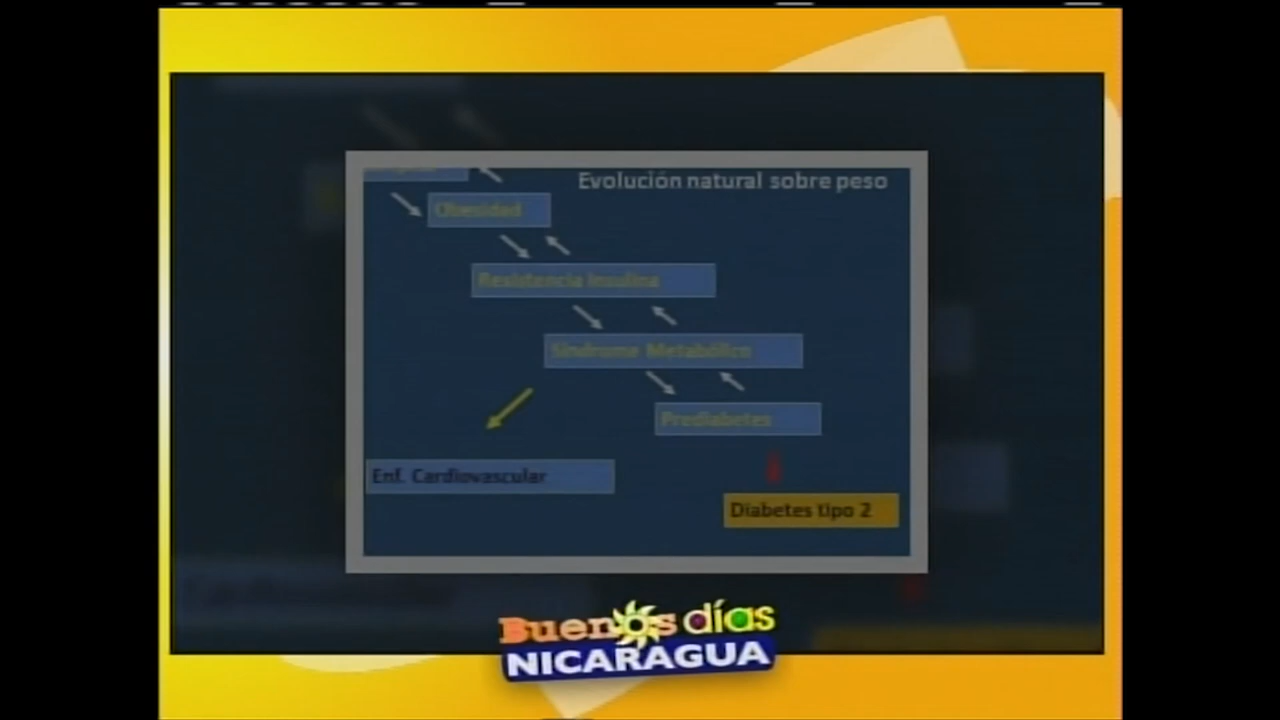 Evolución natural sobre peso
Obesidad
Resistencia Insulina
Síndrome Metabólico
Prediabetes
Enf. Cardiovascular
Diabetes tipo 2
Buenos días
NICARAGUA